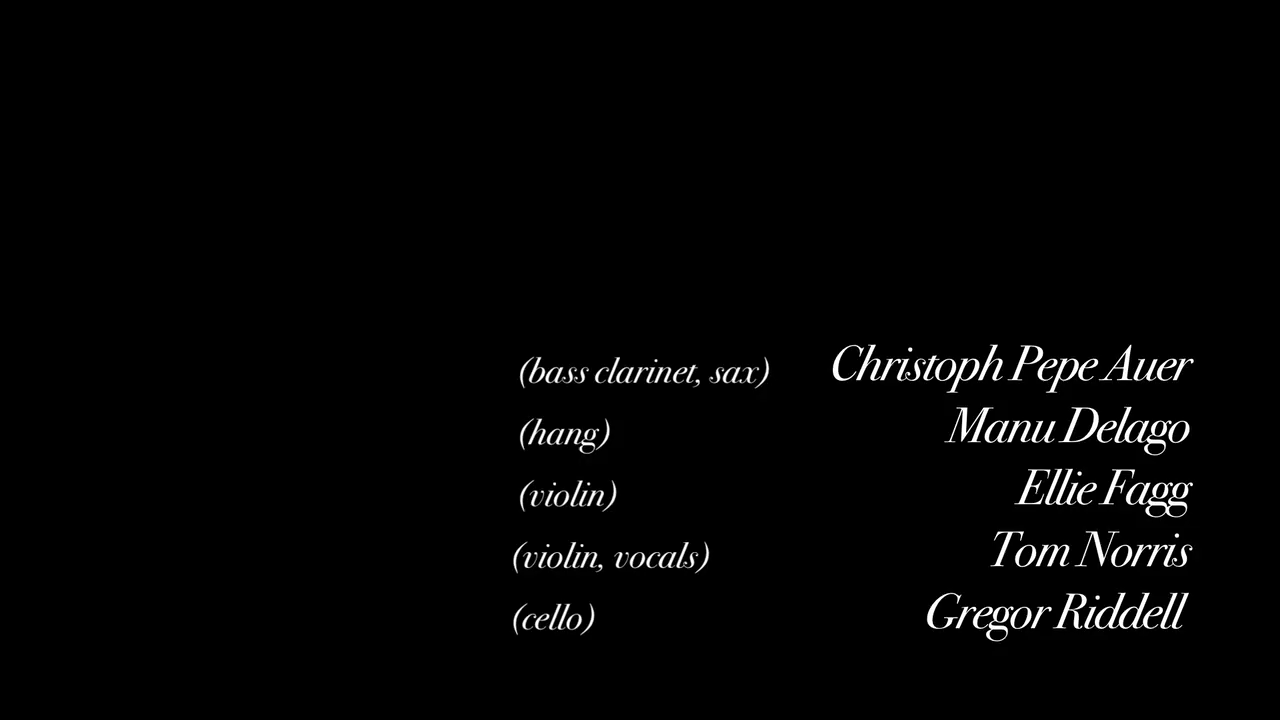 (bass clarinet, sax) Christoph Pepe Auer
(hang) Manu Delago
(violin) Ellie Fagg
(violin, vocals) Tom Norris
(cello) Gregor Riddell